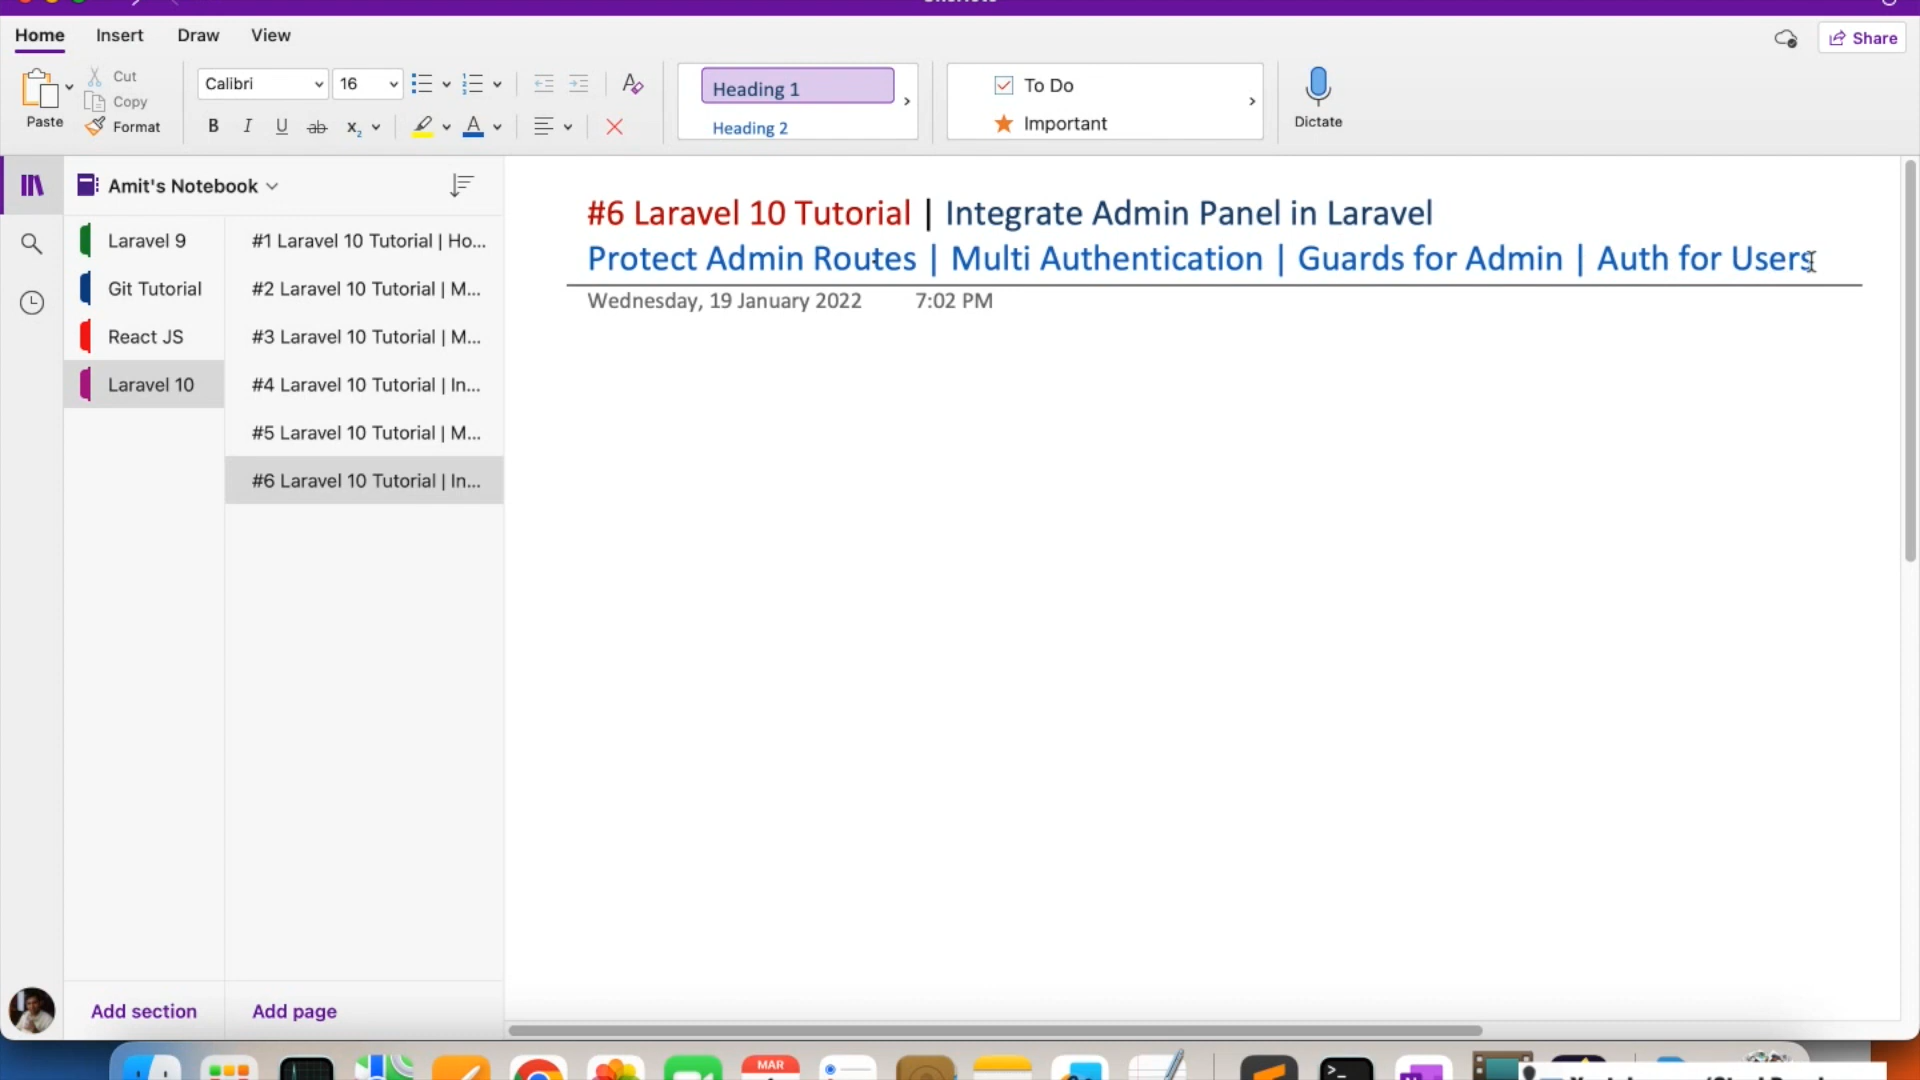 Home Insert Draw View
Share
Paste
Cut
Copy
Format
Calibri 16
Heading 1
Heading 2
To Do
Important
Dictate
Amit's Notebook
Laravel 9
Git Tutorial
React JS
Laravel 10
#1 Laravel 10 Tutorial | Ho...
#2 Laravel 10 Tutorial | M...
#3 Laravel 10 Tutorial | M...
#4 Laravel 10 Tutorial | In...
#5 Laravel 10 Tutorial | M...
#6 Laravel 10 Tutorial | In...
Add section
Add page
#6 Laravel 10 Tutorial | Integrate Admin Panel in Laravel
Protect Admin Routes | Multi Authentication | Guards for Admin | Auth for Users
Wednesday, 19 January 2022 7:02 PM
MAR